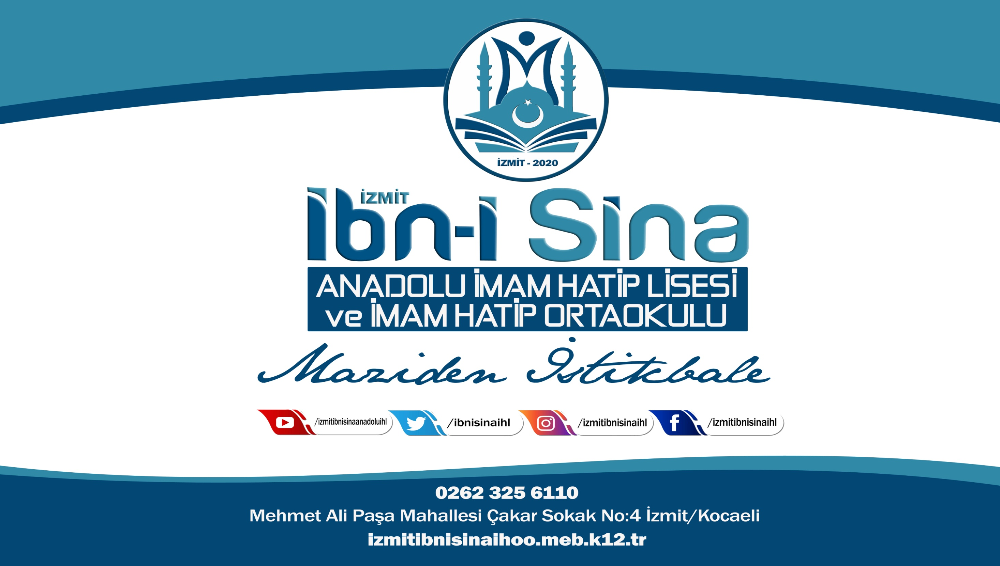 İZMİT - 2020
İZMİT
ibn-i Sina
ANADOLU İMAM HATİP LİSESİ
ve İMAM HATİP ORTAOKULU
Maziden İstikbale
/izmitibnisinaanadoluihl /ibnisinaihl /izmitibnisinaihl /izmitibnisinaihl
0262 325 6110
Mehmet Ali Paşa Mahallesi Çakar Sokak No:4 İzmit/Kocaeli
izmitibnisinaihoo.meb.k12.tr